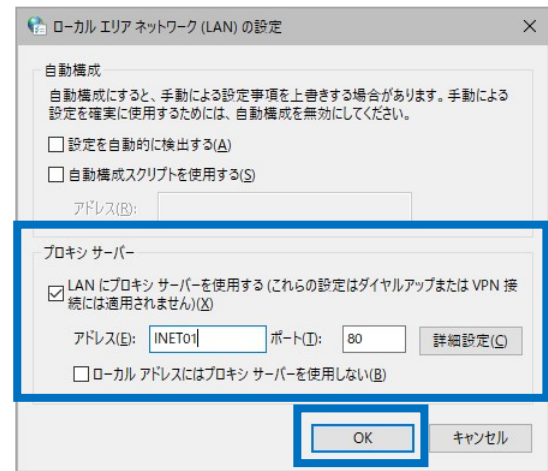 ローカル エリア ネットワーク (LAN) の設定
自動構成
自動構成にすると、手動による設定事項を上書きする場合があります。手動による
設定を確実に使用するためには、自動構成を無効にしてください。
設定を自動的に検出する(A)
自動構成スクリプトを使用する(S)
アドレス(R):
プロキシ サーバー
LAN にプロキシ サーバーを使用する (これらの設定はダイヤルアップまたは VPN 接
続には適用されません)(X)
アドレス(E): INET01 ポート(T): 80 詳細設定(C)
ローカル アドレスにはプロキシ サーバーを使用しない(B)
OK キャンセル